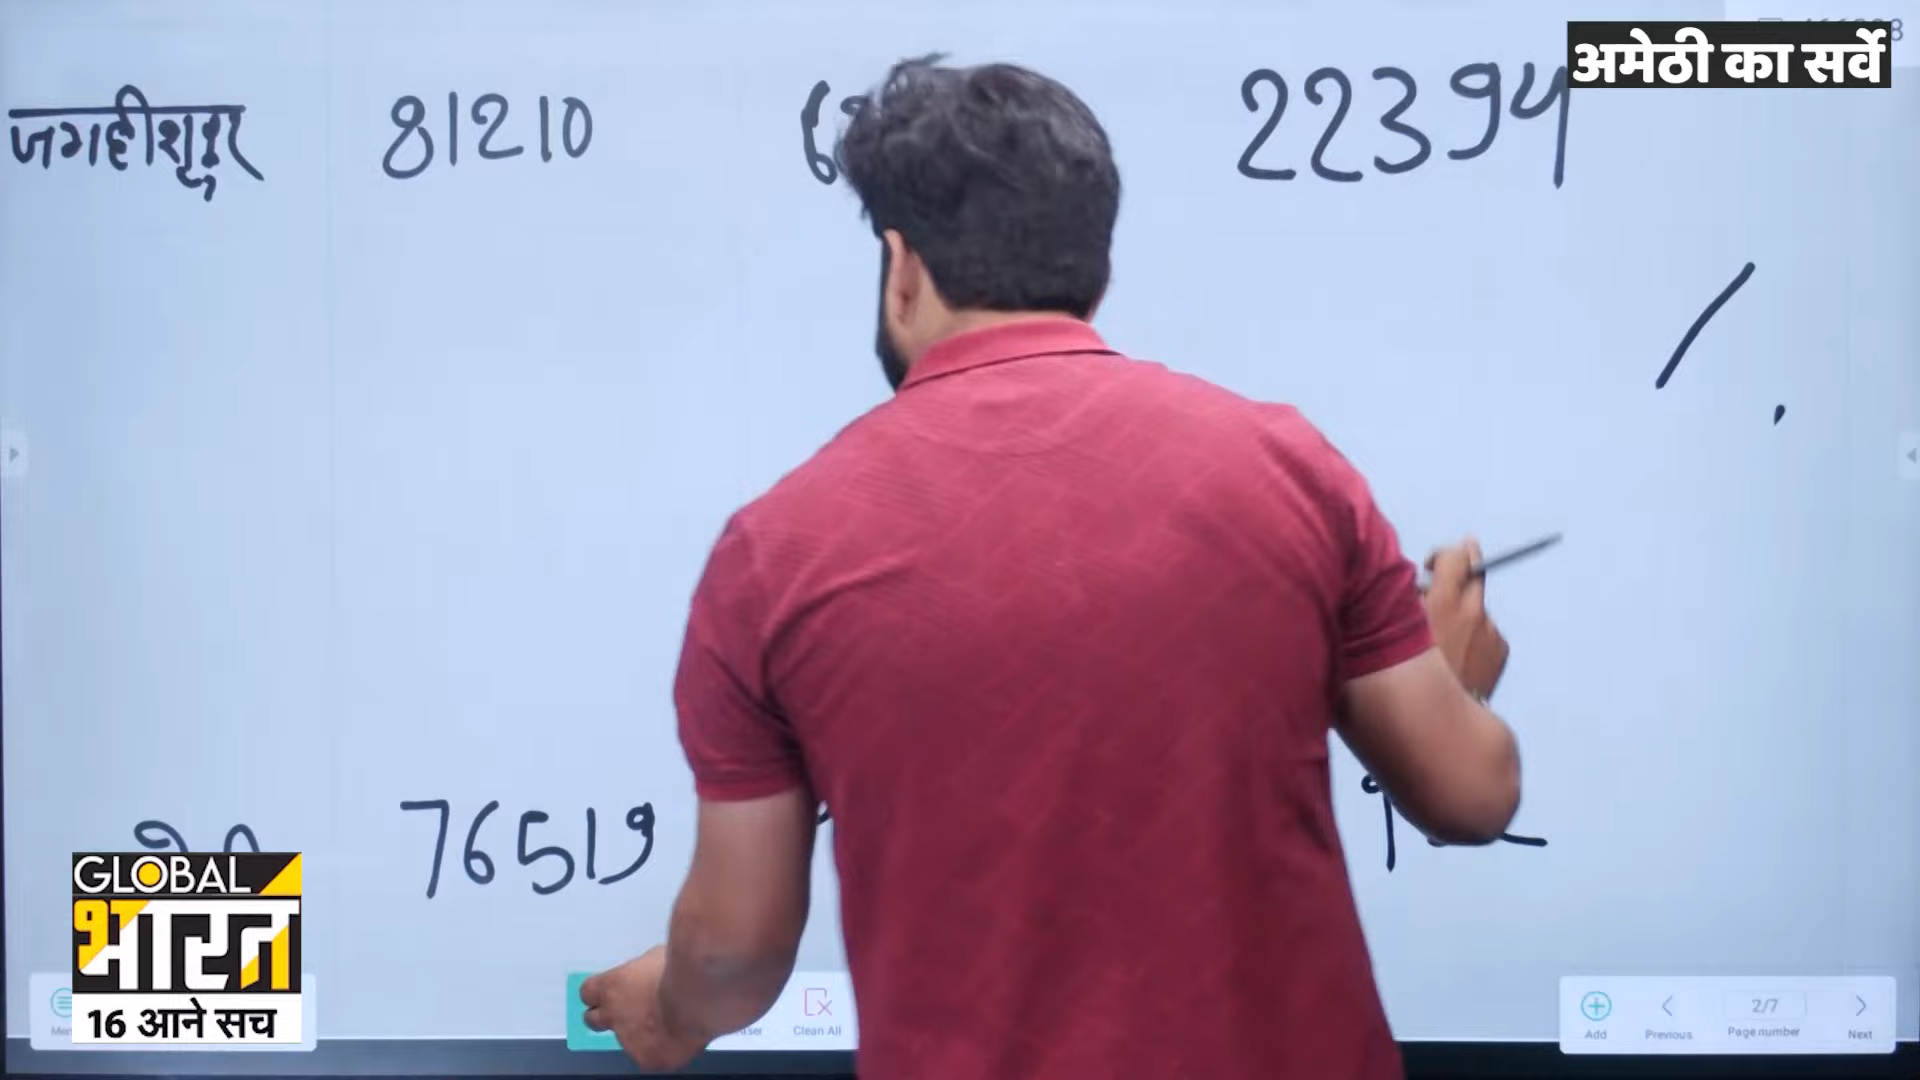 अमेठी का सर्वे
जगदीशपुर 81210 22394
76519
GLOBAL
भारत
16 आने सच
Clean All
Add Previous 2/7 Page number Next